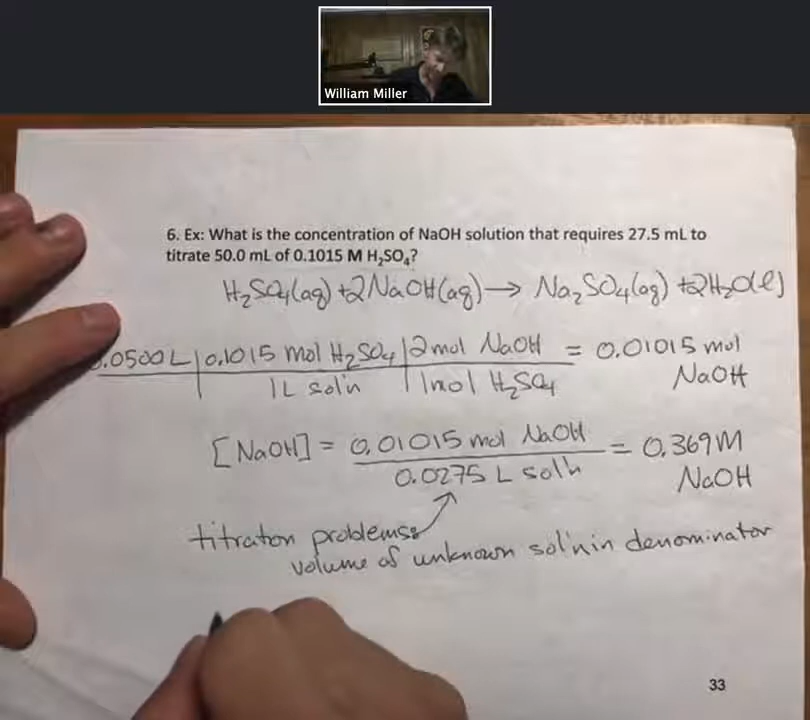 William Miller
6. Ex: What is the concentration of NaOH solution that requires 27.5 mL to
titrate 50.0 mL of 0.1015 M H₂SO₄?
H₂SO₄(aq) + 2NaOH(aq) → Na₂SO₄(aq) + 2H₂O(l)
.0500 L | 0.1015 mol H₂SO₄ | 2 mol NaOH = 0.01015 mol
1 L sol'n | 1 mol H₂SO₄ NaOH
[NaOH] = 0.01015 mol NaOH = 0.369 M
0.0275 L sol'n NaOH
titration problems:
volume of unknown sol'n in denominator
33